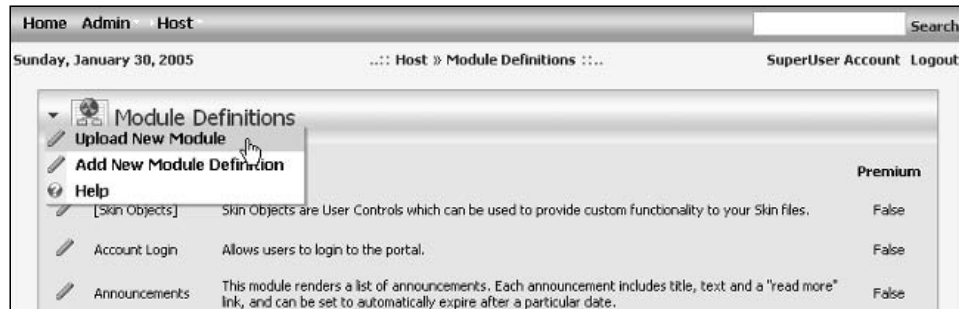 Home Admin Host Search
Sunday, January 30, 2005 ..:: Host » Module Definitions ::.. SuperUser Account Logout
Module Definitions
Upload New Module
Add New Module Definition
Help
Premium
[Skin Objects] Skin Objects are User Controls which can be used to provide custom functionality to your Skin files. False
Account Login Allows users to login to the portal. False
Announcements This module renders a list of announcements. Each announcement includes title, text and a "read more"
link, and can be set to automatically expire after a particular date. False